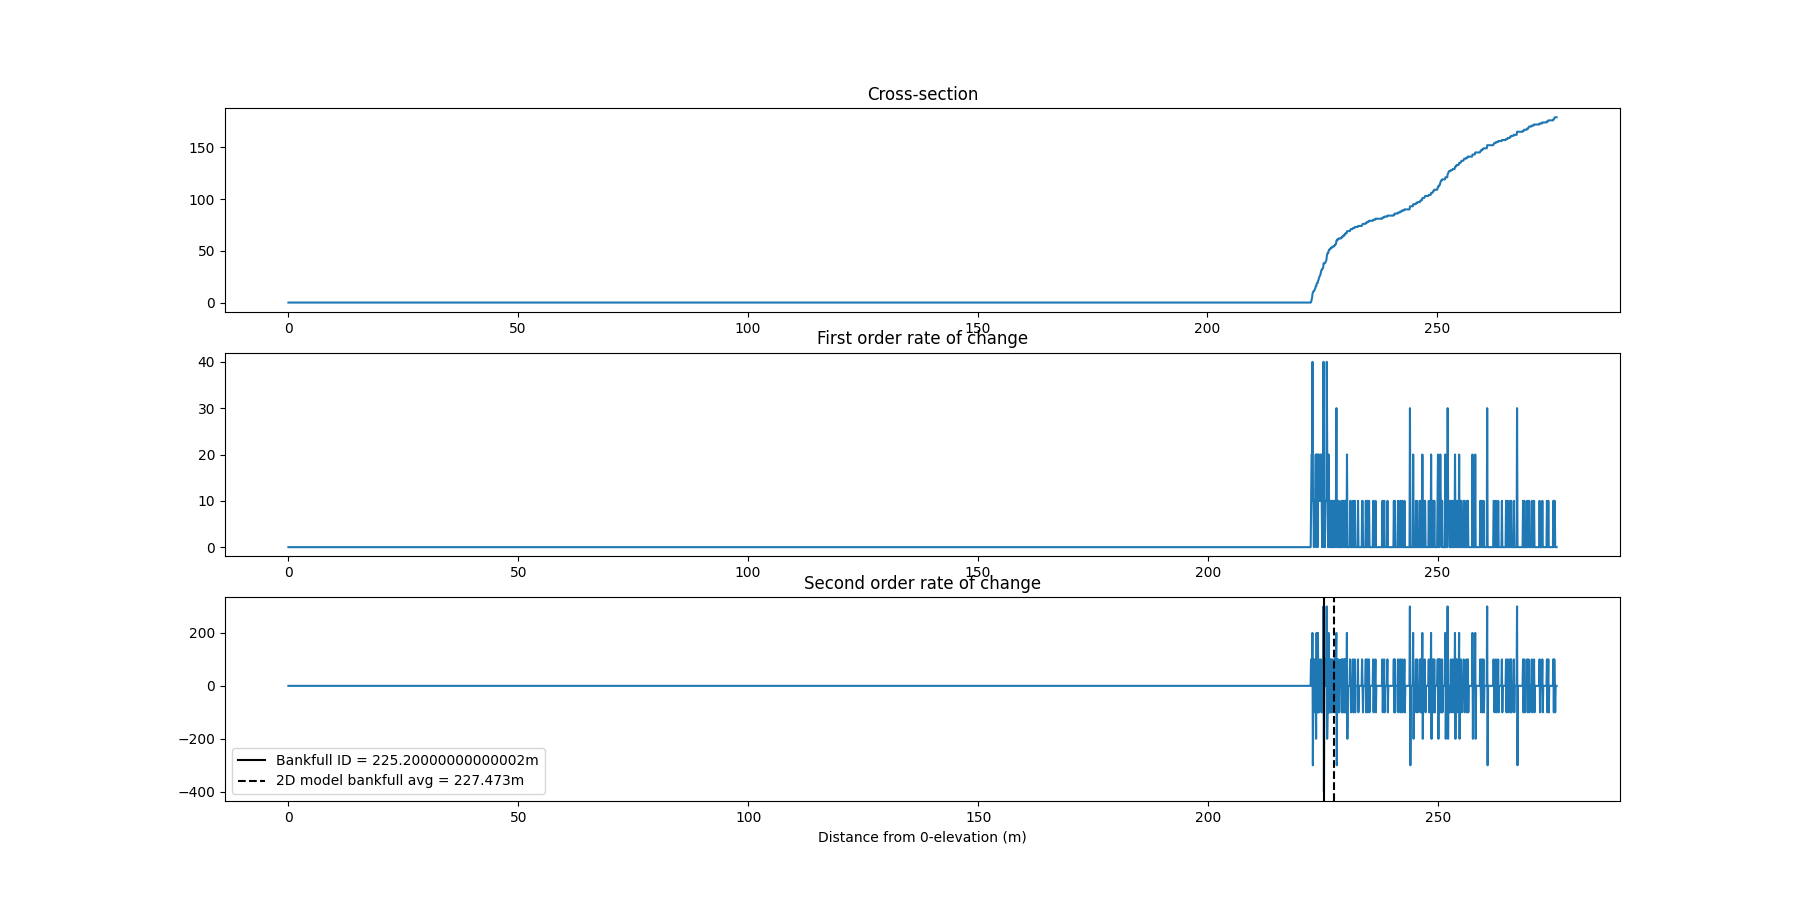 Cross-section
150
100
50
0
0 50 100 150 200 250
First order rate of change
40
30
20
10
0
0 50 100 150 200 250
Second order rate of change
200
0
−200
−400
Bankfull ID = 225.20000000000002m
2D model bankfull avg = 227.473m
0 50 100 150 200 250
Distance from 0-elevation (m)